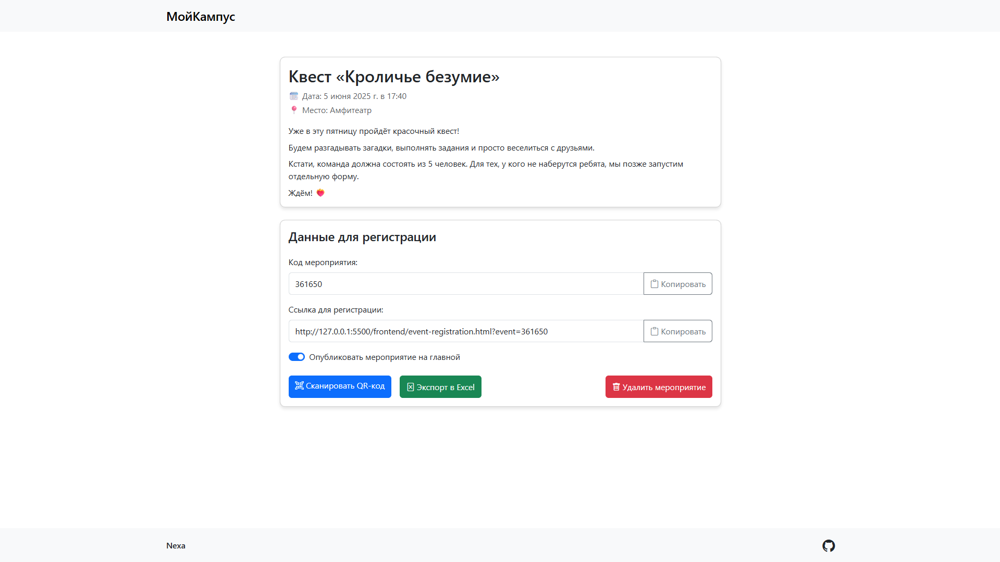 МойКампус
Квест «Кроличье безумие»
Дата: 5 июня 2025 г. в 17:40
Место: Амфитеатр
Уже в эту пятницу пройдёт красочный квест!
Будем разгадывать загадки, выполнять задания и просто веселиться с друзьями.
Кстати, команда должна состоять из 5 человек. Для тех, у кого не наберутся ребята, мы позже запустим
отдельную форму.
Ждём! 💝
Данные для регистрации
Код мероприятия:
361650
Копировать
Ссылка для регистрации:
http://127.0.0.1:5500/frontend/event-registration.html?event=361650
Копировать
Опубликовать мероприятие на главной
Сканировать QR-код
Экспорт в Excel
Удалить мероприятие
Nexa